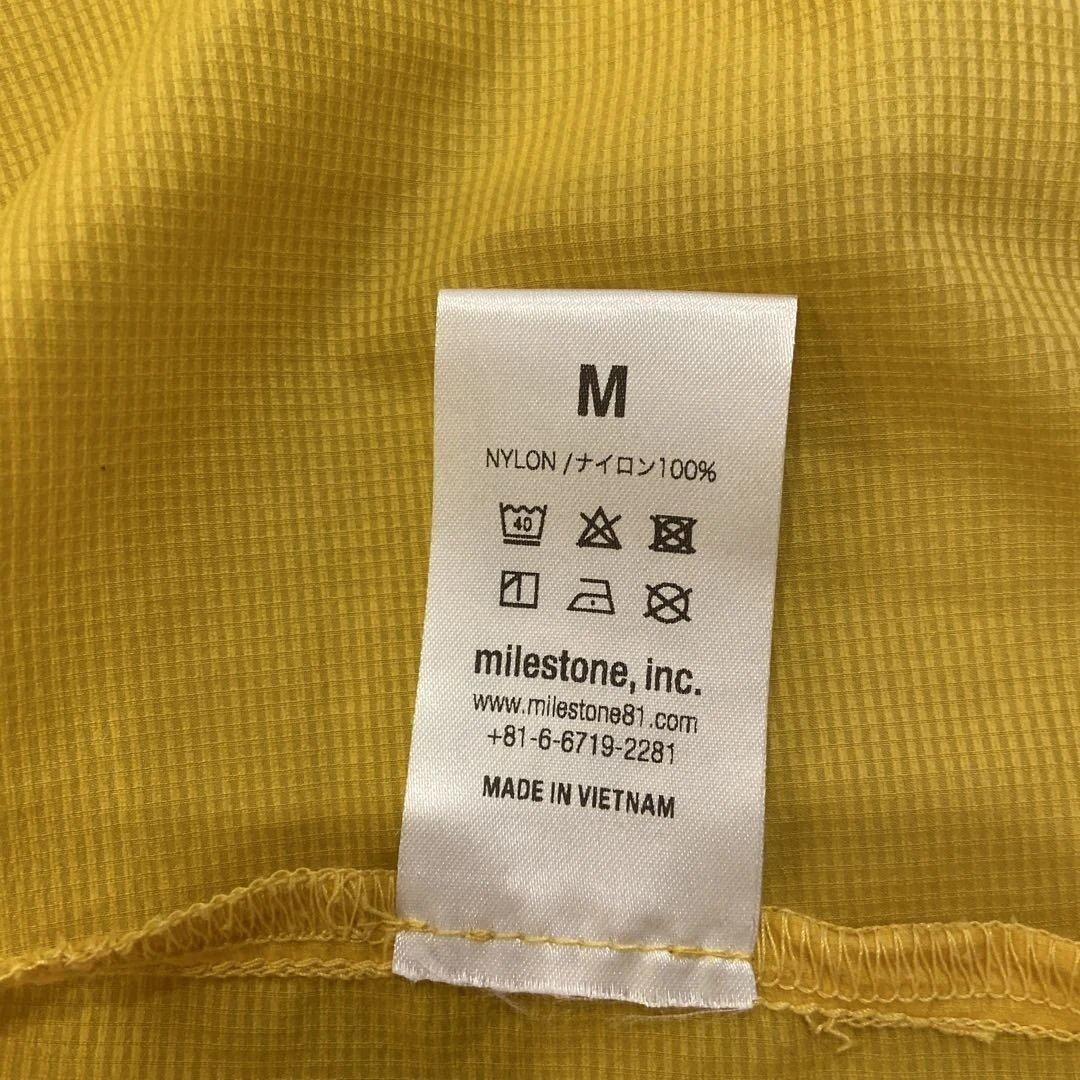 M
NYLON /ナイロン100%
40
milestone, inc.
www.milestone81.com
+81-6-6719-2281
MADE IN VIETNAM